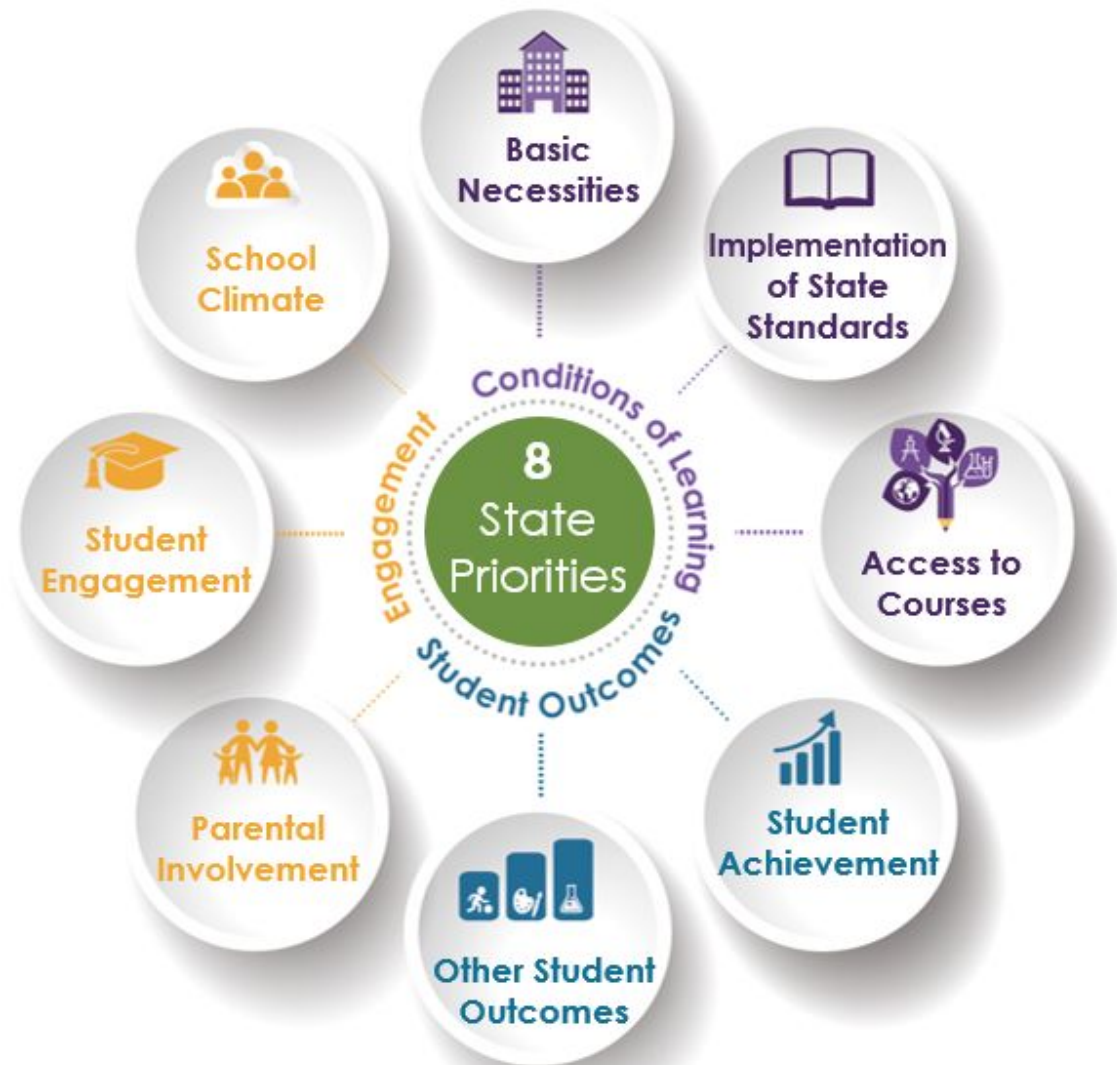 Basic
Necessities
Implementation
of State
Standards
Access to
Courses
Student
Achievement
Other Student
Outcomes
Parental
Involvement
Student
Engagement
School
Climate
Conditions of Learning
Student Outcomes
Engagement
8
State
Priorities